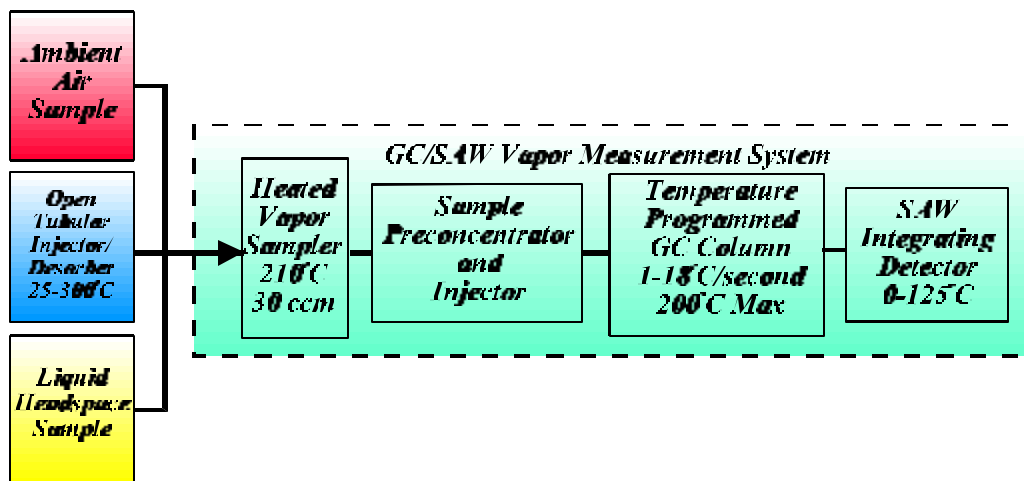 Ambient
Air
Sample
Open
Tubular
Injector/
Desorber
25-300°C
Liquid
Headspace
Sample
GC/SAW Vapor Measurement System
Heated
Vapor
Sampler
210°C
30 ccm
Sample
Preconcentrator
and
Injector
Temperature
Programmed
GC Column
1-18°C/second
200°C Max
SAW
Integrating
Detector
0-125°C